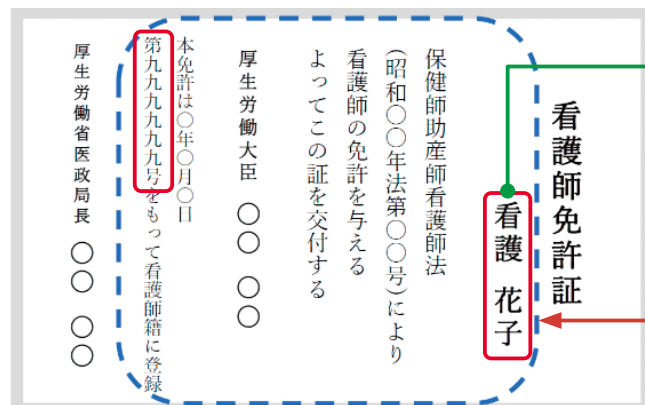 看護師免許証
看護 花子
保健師助産師看護師法
(昭和〇〇年法第〇〇号)により
看護師の免許を与える
よってこの証を交付する
厚生労働大臣 〇〇 〇〇
本免許は〇年〇月〇日
第九九九九九九号をもって看護師籍に登録
厚生労働省医政局長 〇〇 〇〇